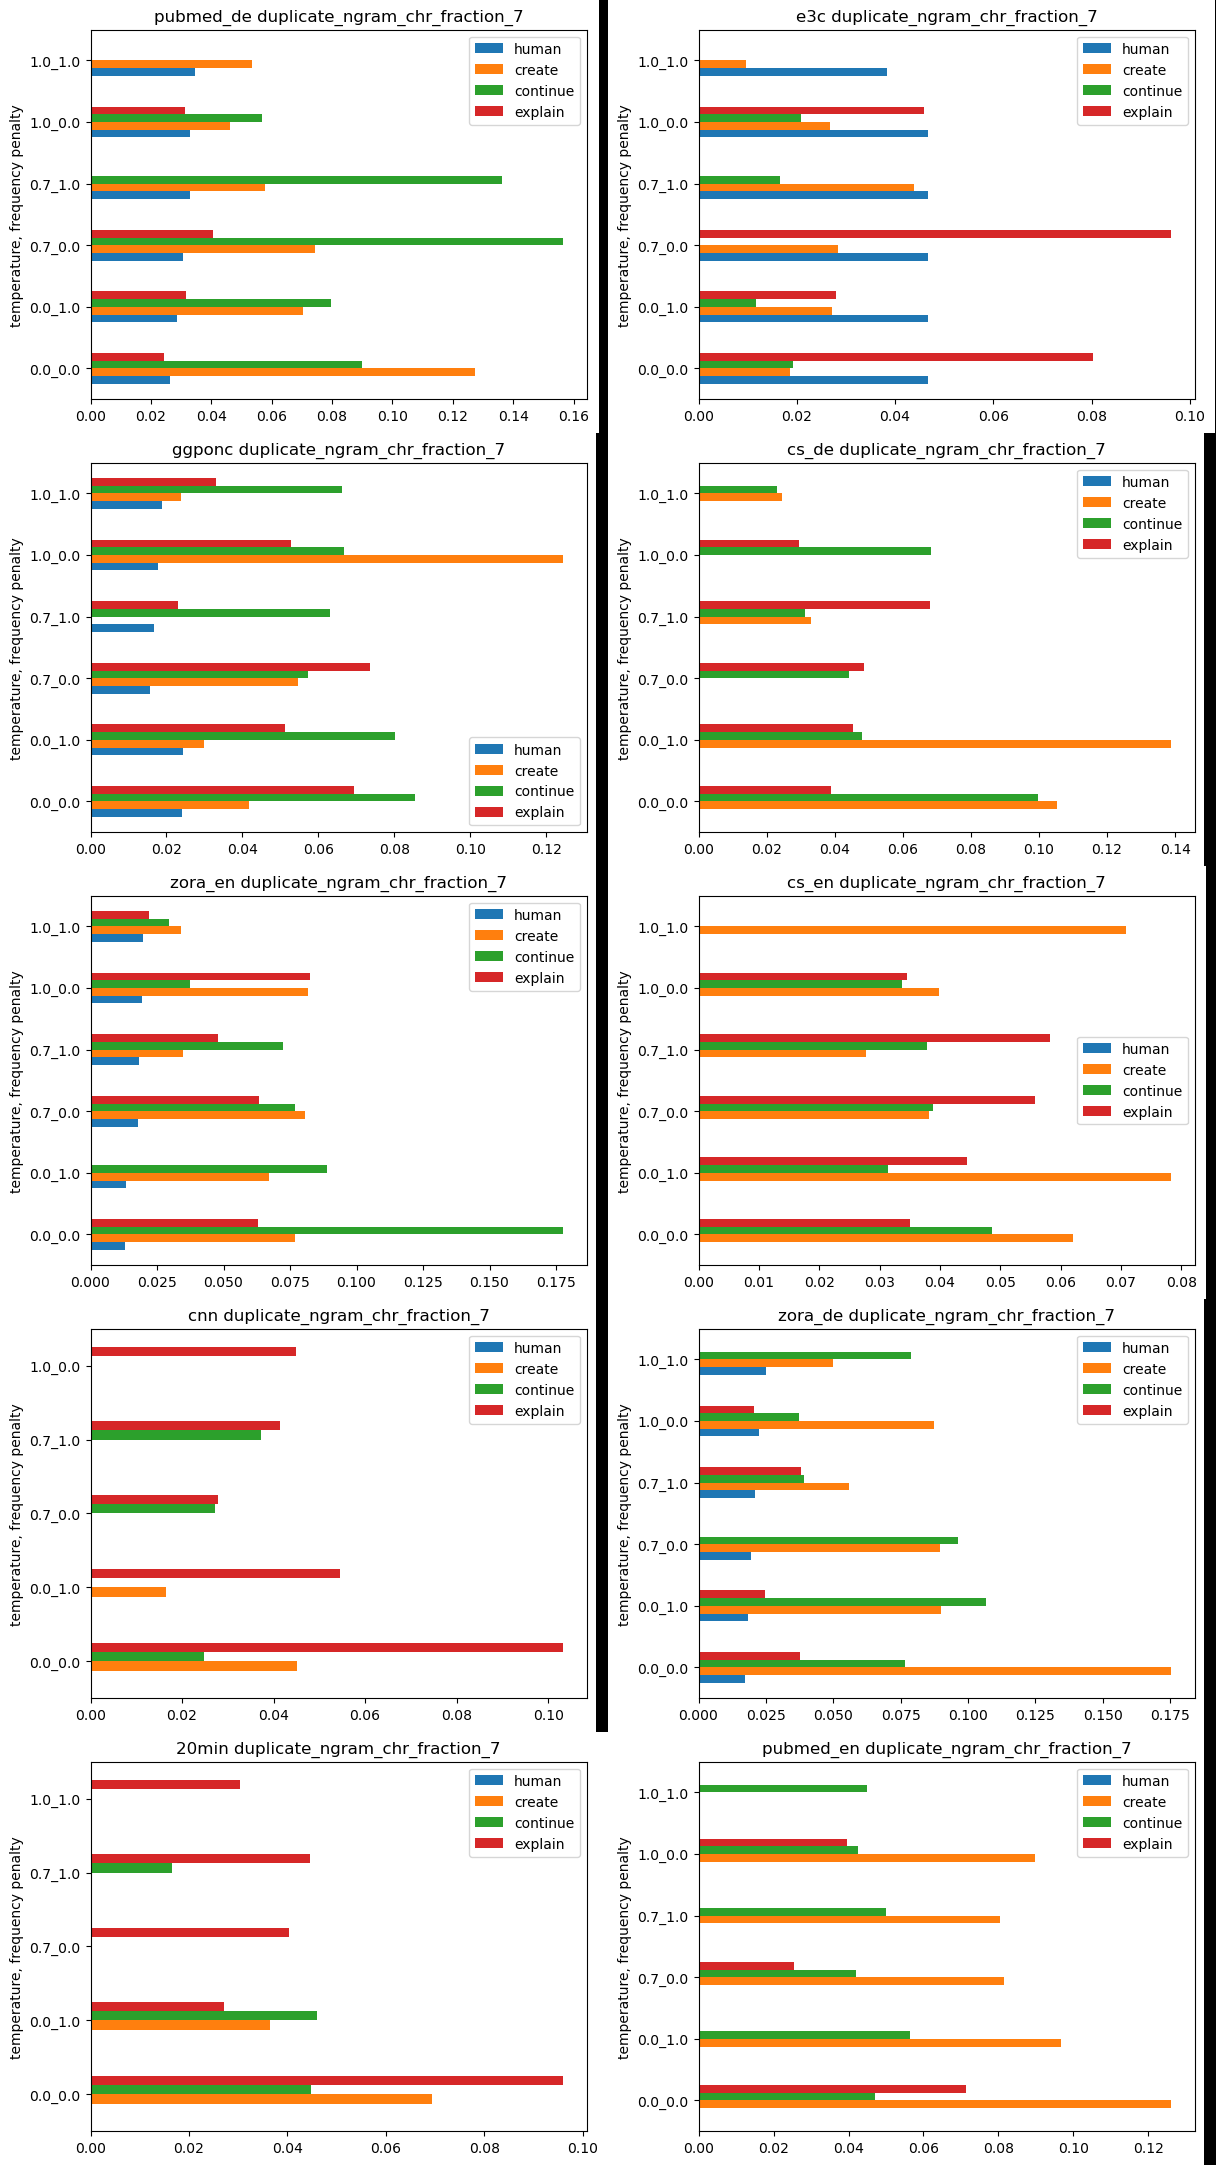 pubmed_de duplicate_ngram_chr_fraction_7
temperature, frequency penalty
1.0_1.0
1.0_0.0
0.7_1.0
0.7_0.0
0.0_1.0
0.0_0.0
0.00 0.02 0.04 0.06 0.08 0.10 0.12 0.14 0.16
human
create
continue
explain
e3c duplicate_ngram_chr_fraction_7
temperature, frequency penalty
1.0_1.0
1.0_0.0
0.7_1.0
0.7_0.0
0.0_1.0
0.0_0.0
0.00 0.02 0.04 0.06 0.08 0.10
human
create
continue
explain
ggponc duplicate_ngram_chr_fraction_7
temperature, frequency penalty
1.0_1.0
1.0_0.0
0.7_1.0
0.7_0.0
0.0_1.0
0.0_0.0
0.00 0.02 0.04 0.06 0.08 0.10 0.12
human
create
continue
explain
cs_de duplicate_ngram_chr_fraction_7
temperature, frequency penalty
1.0_1.0
1.0_0.0
0.7_1.0
0.7_0.0
0.0_1.0
0.0_0.0
0.00 0.02 0.04 0.06 0.08 0.10 0.12 0.14
human
create
continue
explain
zora_en duplicate_ngram_chr_fraction_7
temperature, frequency penalty
1.0_1.0
1.0_0.0
0.7_1.0
0.7_0.0
0.0_1.0
0.0_0.0
0.000 0.025 0.050 0.075 0.100 0.125 0.150 0.175
human
create
continue
explain
cs_en duplicate_ngram_chr_fraction_7
temperature, frequency penalty
1.0_1.0
1.0_0.0
0.7_1.0
0.7_0.0
0.0_1.0
0.0_0.0
0.00 0.01 0.02 0.03 0.04 0.05 0.06 0.07 0.08
human
create
continue
explain
cnn duplicate_ngram_chr_fraction_7
temperature, frequency penalty
1.0_0.0
0.7_1.0
0.7_0.0
0.0_1.0
0.0_0.0
0.00 0.02 0.04 0.06 0.08 0.10
human
create
continue
explain
zora_de duplicate_ngram_chr_fraction_7
temperature, frequency penalty
1.0_1.0
1.0_0.0
0.7_1.0
0.7_0.0
0.0_1.0
0.0_0.0
0.000 0.025 0.050 0.075 0.100 0.125 0.150 0.175
human
create
continue
explain
20min duplicate_ngram_chr_fraction_7
temperature, frequency penalty
1.0_1.0
0.7_1.0
0.7_0.0
0.0_1.0
0.0_0.0
0.00 0.02 0.04 0.06 0.08 0.10
human
create
continue
explain
pubmed_en duplicate_ngram_chr_fraction_7
temperature, frequency penalty
1.0_1.0
1.0_0.0
0.7_1.0
0.7_0.0
0.0_1.0
0.0_0.0
0.00 0.02 0.04 0.06 0.08 0.10 0.12
human
create
continue
explain